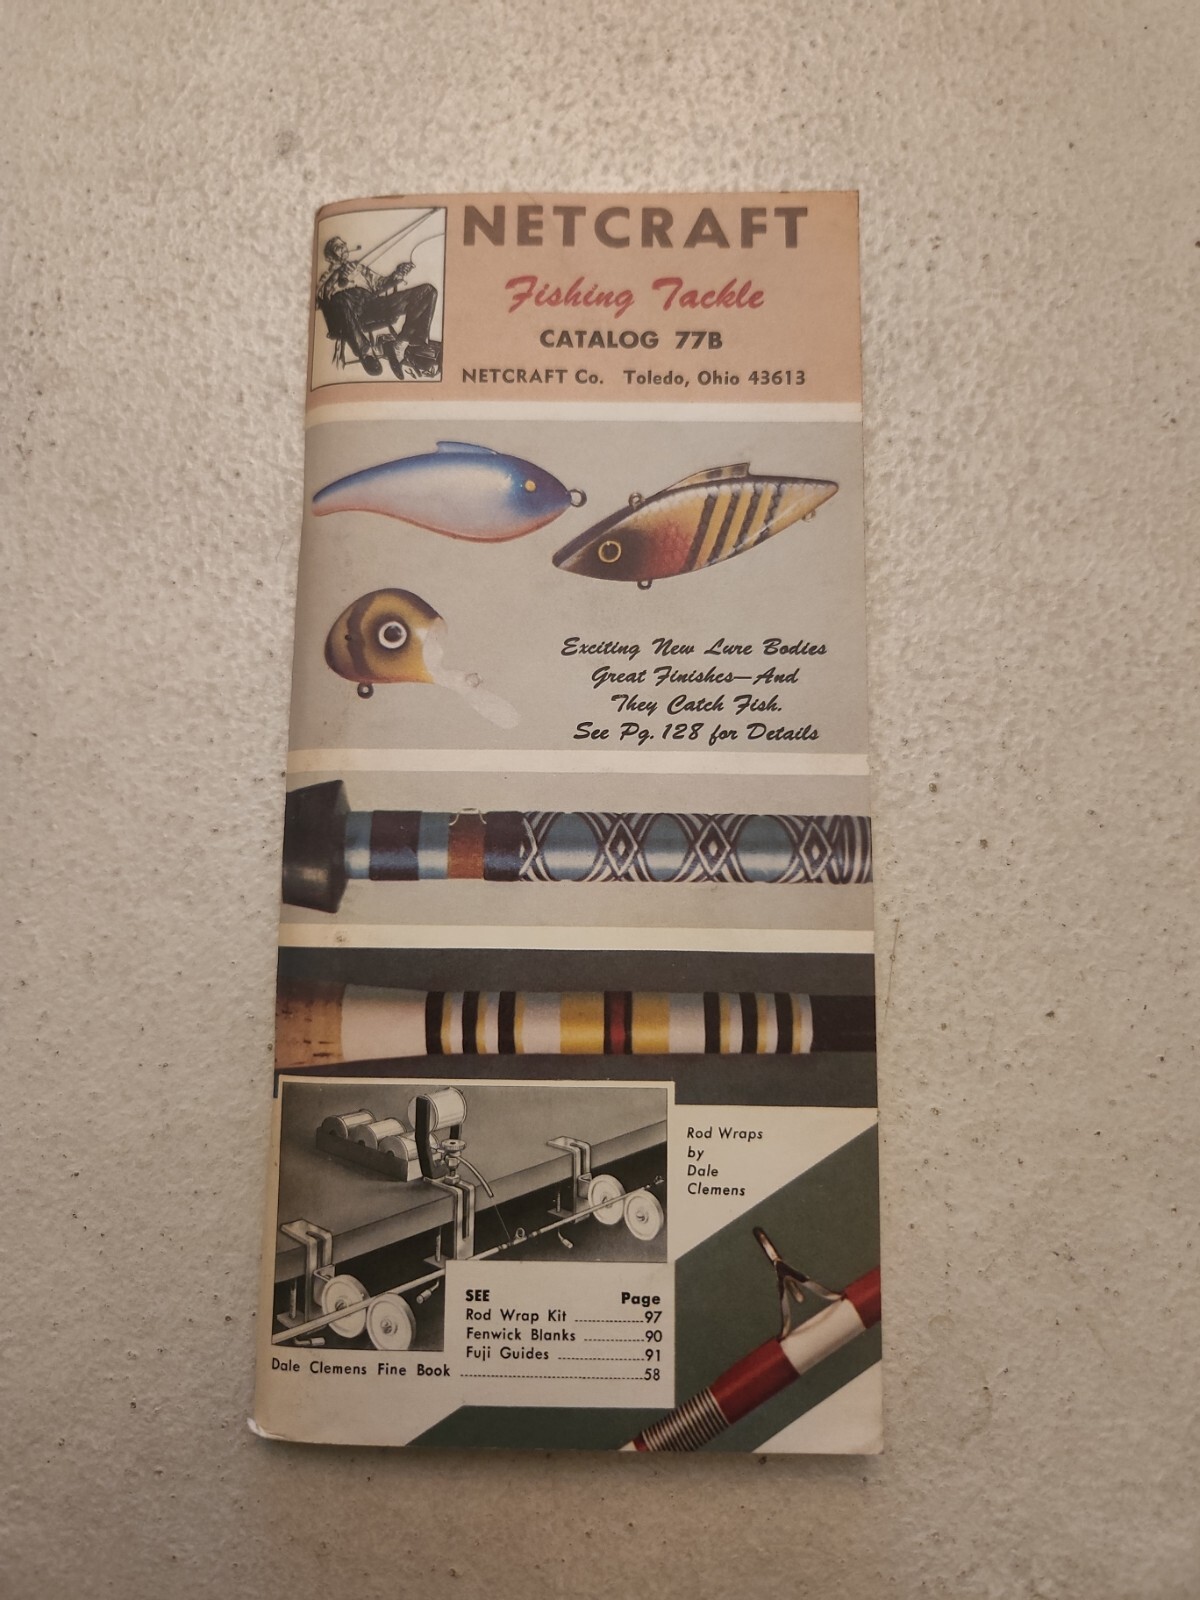 NETCRAFT
Fishing Tackle
CATALOG 77B
NETCRAFT Co. Toledo, Ohio 43613
Exciting New Lure Bodies
Great Finishes—And
They Catch Fish.
See Pg. 128 for Details
Rod Wraps
by
Dale
Clemens
SEE Page
Rod Wrap Kit ....................97
Fenwick Blanks ..................90
Fuji Guides .........................91
Dale Clemens Fine Book ..........................................58